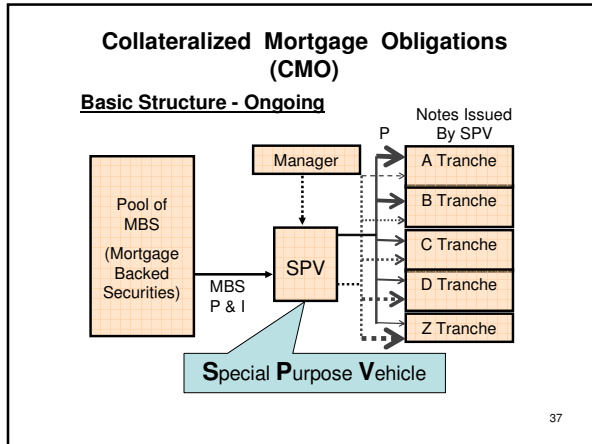 Collateralized Mortgage Obligations
(CMO)
Basic Structure - Ongoing
Notes Issued
By SPV
P
Manager
Pool of
MBS
(Mortgage
Backed
Securities)
MBS
P & I
SPV
A Tranche
B Tranche
C Tranche
D Tranche
Z Tranche
Special Purpose Vehicle
37